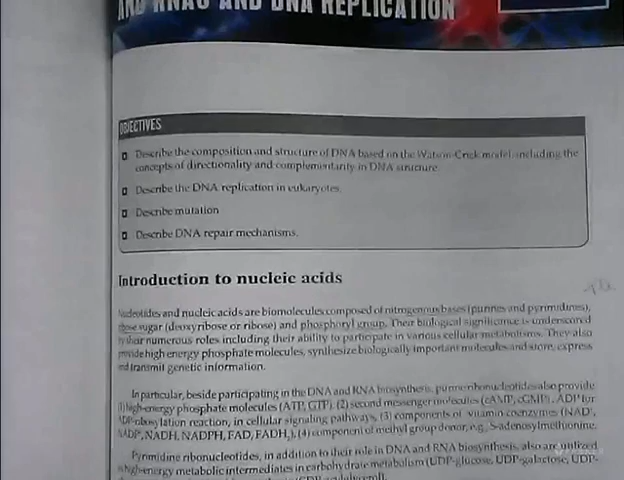 AND RNAS AND DNA REPLICATION
OBJECTIVES
Describe the composition and structure of DNA based on the Watson-Crick model, including the
concepts of directionality and complementarity in DNA structure.
Describe the DNA replication in eukaryotes.
Describe mutation
Describe DNA repair mechanisms.
Introduction to nucleic acids
Nucleotides and nucleic acids are biomolecules composed of nitrogenous bases (purines and pyrimidines),
sugar (deoxyribose or ribose) and phosphoryl group. Their biological significance is underscored
their numerous roles including their ability to participate in various cellular metabolisms. They also
provide high energy phosphate molecules, synthesize biologically important molecules and store, express
and transmit genetic information.
In particular, beside participating in the DNA and RNA biosynthesis, purine ribonucleotides also provide
(1) high-energy phosphate molecules (ATP, GTP), (2) second messenger molecules (cAMP, cGMP), ADP for
ADP-ribosylation reaction, in cellular signaling pathways, (3) components of vitamin coenzymes (NAD,
NADP, NADH, NADPH, FAD, FADH2), (4) component of methyl group donor, e.g., S-adenosylmethionine.
Pyrimidine ribonucleotides, in addition to their role in DNA and RNA biosynthesis, also are utilized
high-energy metabolic intermediates in carbohydrate metabolism (UDP-glucose, UDP-galactose, UDP-